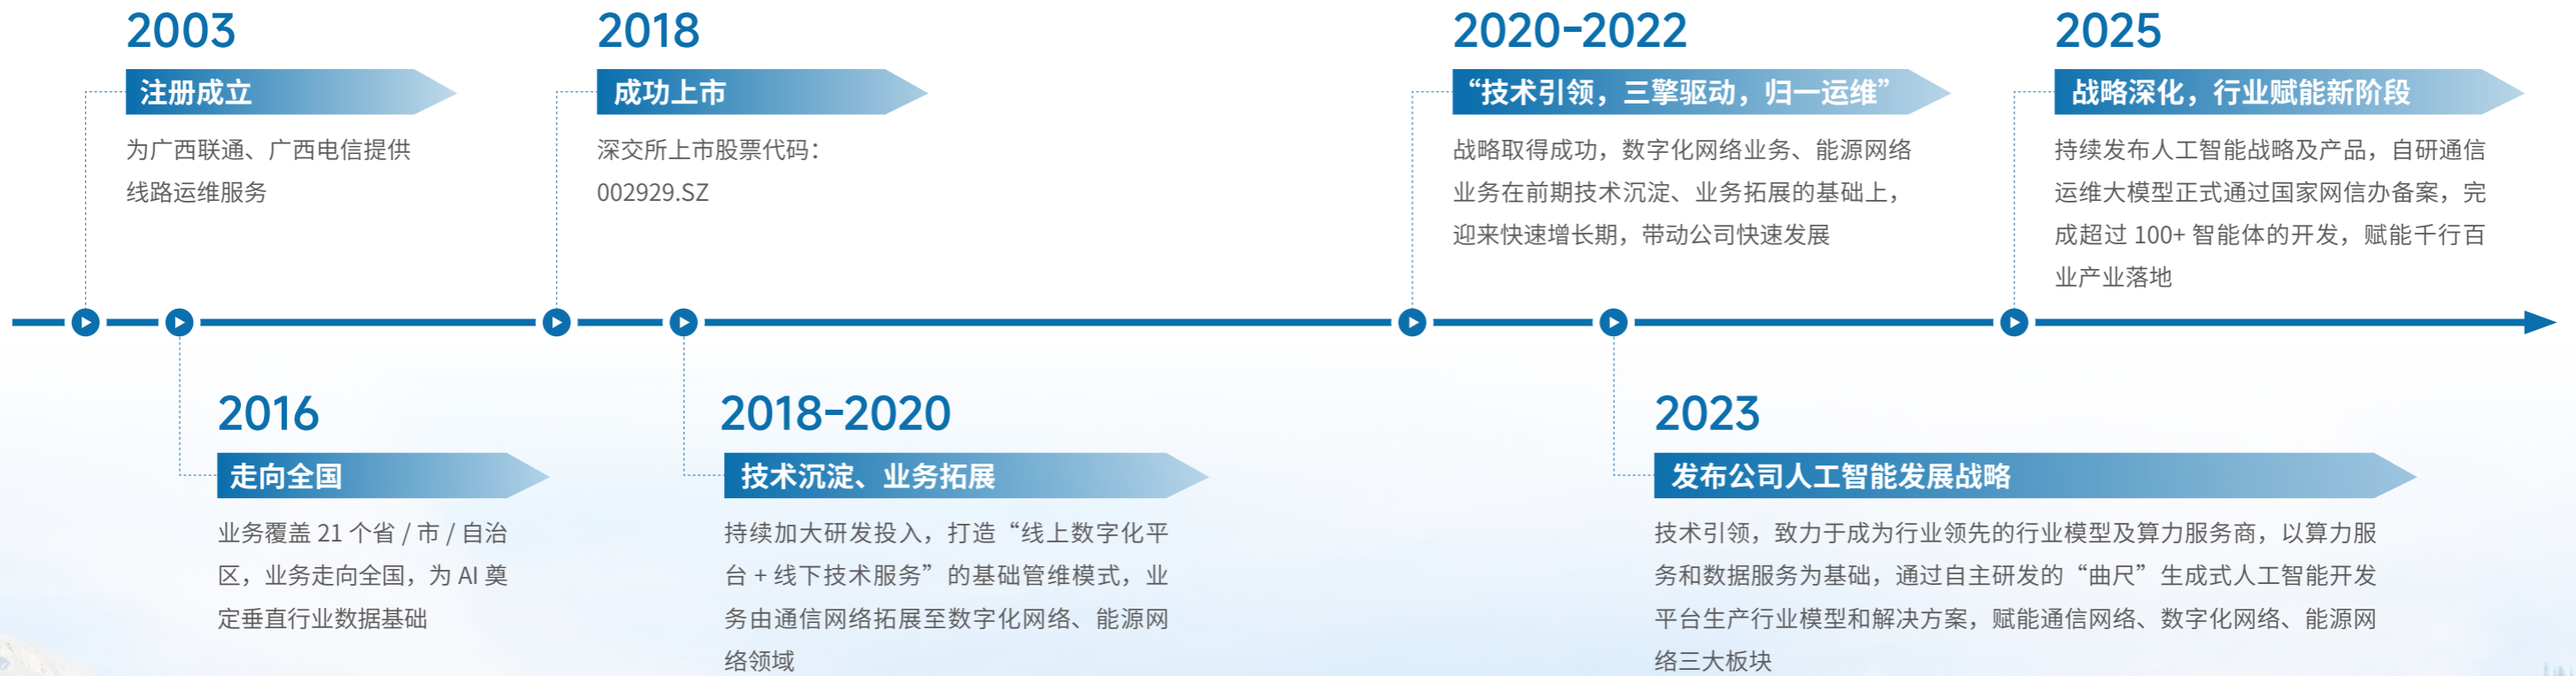 2003
注册成立
为广西联通、广西电信提供
线路运维服务
2016
走向全国
业务覆盖 21 个省 / 市 / 自治
区，业务走向全国，为 AI 奠
定垂直行业数据基础
2018
成功上市
深交所上市股票代码：
002929.SZ
2018-2020
技术沉淀、业务拓展
持续加大研发投入，打造“线上数字化平
台 + 线下技术服务”的基础管维模式，业
务由通信网络拓展至数字化网络、能源网
络领域
2020-2022
“技术引领，三擎驱动，归一运维”
战略取得成功，数字化网络业务、能源网络
业务在前期技术沉淀、业务拓展的基础上，
迎来快速增长期，带动公司快速发展
2023
发布公司人工智能发展战略
技术引领，致力于成为行业领先的行业模型及算力服务商，以算力服
务和数据服务为基础，通过自主研发的“曲尺”生成式人工智能开发
平台生产行业模型和解决方案，赋能通信网络、数字化网络、能源网
络三大板块
2025
战略深化，行业赋能新阶段
持续发布人工智能战略及产品，自研通信
运维大模型正式通过国家网信办备案，完
成超过 100+ 智能体的开发，赋能千行百
业产业落地